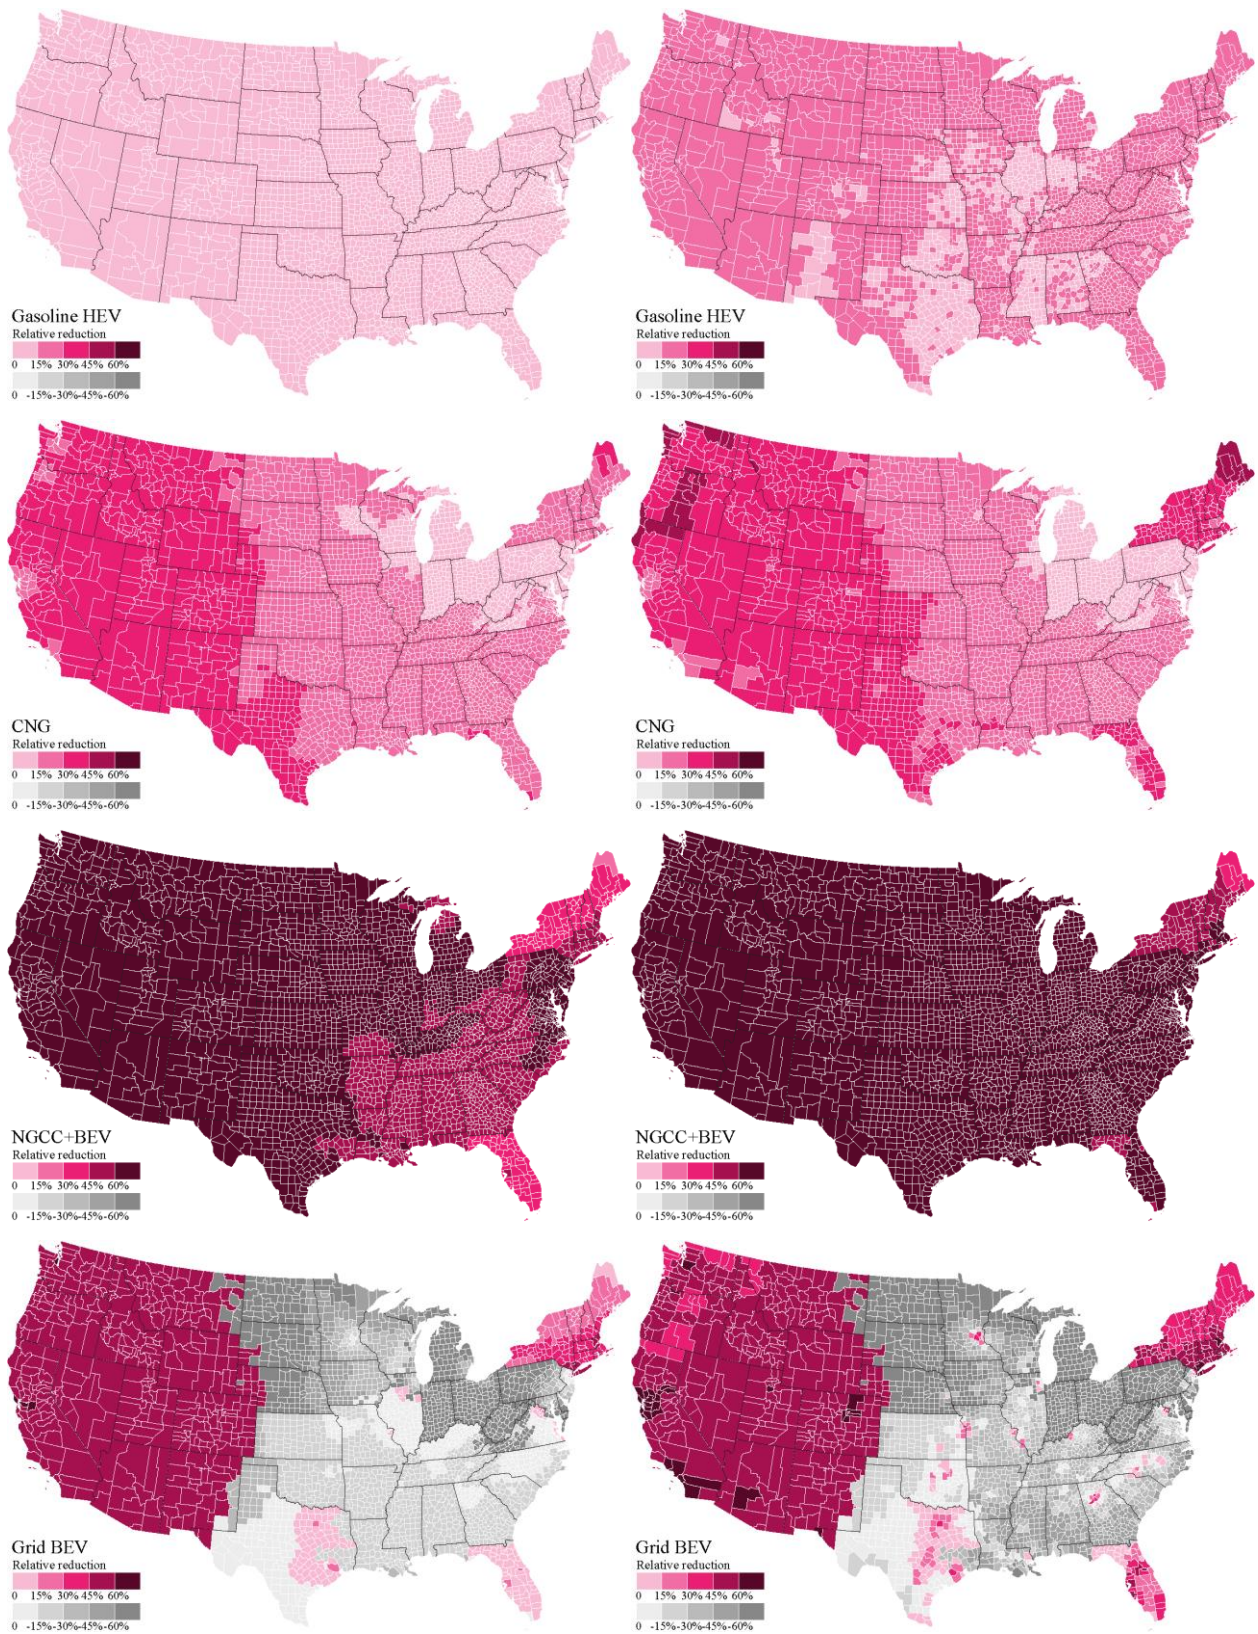 Gasoline HEV
Relative reduction
0 15% 30% 45% 60%
0 -15%-30%-45%-60%
Gasoline HEV
Relative reduction
0 15% 30% 45% 60%
0 -15%-30%-45%-60%
CNG
Relative reduction
0 15% 30% 45% 60%
0 -15%-30%-45%-60%
CNG
Relative reduction
0 15% 30% 45% 60%
0 -15%-30%-45%-60%
NGCC+BEV
Relative reduction
0 15% 30% 45% 60%
0 -15%-30%-45%-60%
NGCC+BEV
Relative reduction
0 15% 30% 45% 60%
0 -15%-30%-45%-60%
Grid BEV
Relative reduction
0 15% 30% 45% 60%
0 -15%-30%-45%-60%
Grid BEV
Relative reduction
0 15% 30% 45% 60%
0 -15%-30%-45%-60%